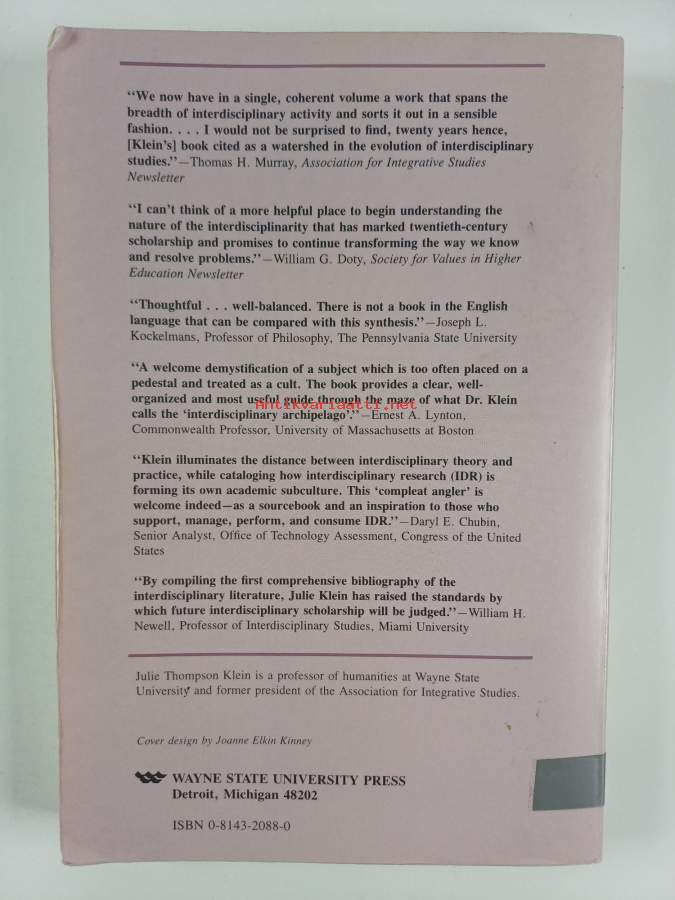 “We now have in a single, coherent volume a work that spans the
breadth of interdisciplinary activity and sorts it out in a sensible
fashion. . . . I would not be surprised to find, twenty years hence,
[Klein’s] book cited as a watershed in the evolution of interdisciplinary
studies.”—Thomas H. Murray, Association for Integrative Studies
Newsletter
“I can’t think of a more helpful place to begin understanding the
nature of the interdisciplinarity that has marked twentieth-century
scholarship and promises to continue transforming the way we know
and resolve problems.”—William G. Doty, Society for Values in Higher
Education Newsletter
“Thoughtful . . . well-balanced. There is not a book in the English
language that can be compared with this synthesis.”—Joseph L.
Kockelmans, Professor of Philosophy, The Pennsylvania State University
“A welcome demystification of a subject which is too often placed on a
pedestal and treated as a cult. The book provides a clear, well-
organized and most useful guide through the maze of what Dr. Klein
Antikvariaatti.net
calls the ‘interdisciplinary archipelago’.”—Ernest A. Lynton,
Commonwealth Professor, University of Massachusetts at Boston
“Klein illuminates the distance between interdisciplinary theory and
practice, while cataloging how interdisciplinary research (IDR) is
forming its own academic subculture. This ‘compleat angler’ is
welcome indeed—as a sourcebook and an inspiration to those who
support, manage, perform, and consume IDR.”—Daryl E. Chubin,
Senior Analyst, Office of Technology Assessment, Congress of the United
States
“By compiling the first comprehensive bibliography of the
interdisciplinary literature, Julie Klein has raised the standards by
which future interdisciplinary scholarship will be judged.”—William H.
Newell, Professor of Interdisciplinary Studies, Miami University
Julie Thompson Klein is a professor of humanities at Wayne State
University and former president of the Association for Integrative Studies.
Cover design by Joanne Elkin Kinney
WAYNE STATE UNIVERSITY PRESS
Detroit, Michigan 48202
ISBN 0-8143-2088-0